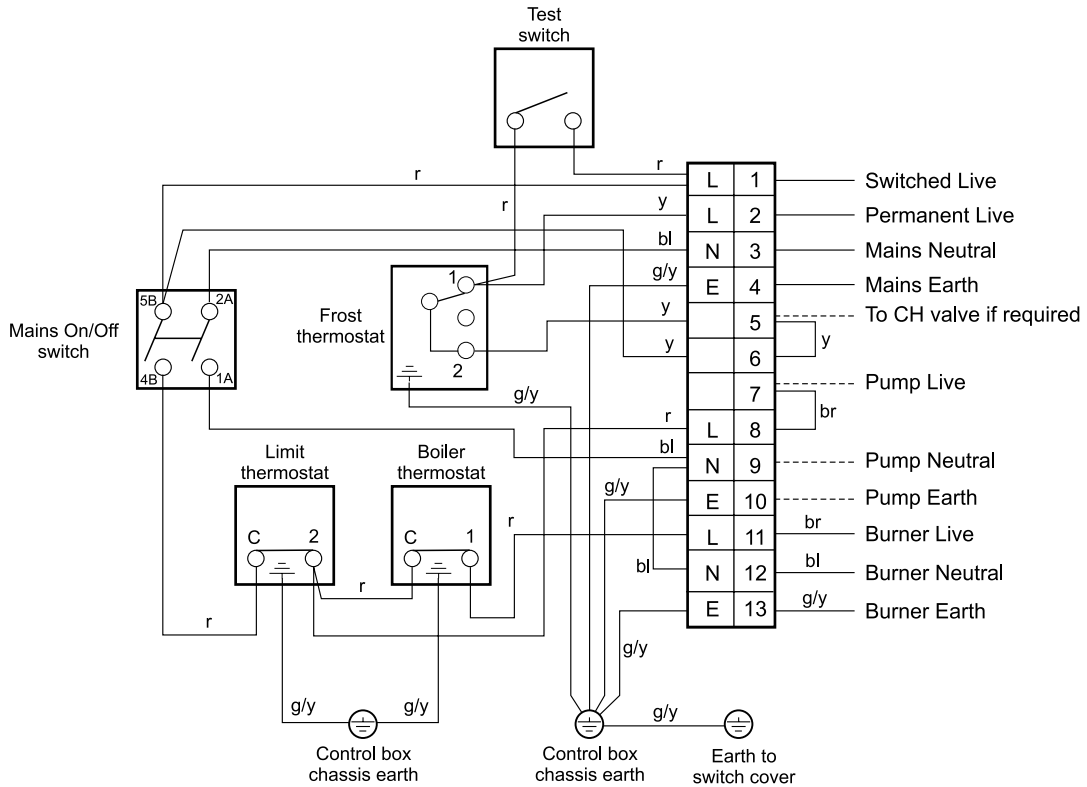 Test
switch
r
L 1 Switched Live
r
y
L 2 Permanent Live
r
bl
N 3 Mains Neutral
g/y
E 4 Mains Earth
1
5B 2A
Mains On/Off
switch
4B 1A
Frost
thermostat
2
y
5 To CH valve if required
y
y
6
g/y
7 Pump Live
br
r
L 8
bl
N 9 Pump Neutral
Limit
thermostat
Boiler
thermostat
g/y
E 10 Pump Earth
r
L 11 br Burner Live
C 2
C 1
bl
N 12 bl Burner Neutral
r
E 13 g/y Burner Earth
r
g/y
g/y
g/y
g/y
Control box
chassis earth
Control box
chassis earth
Earth to
switch cover